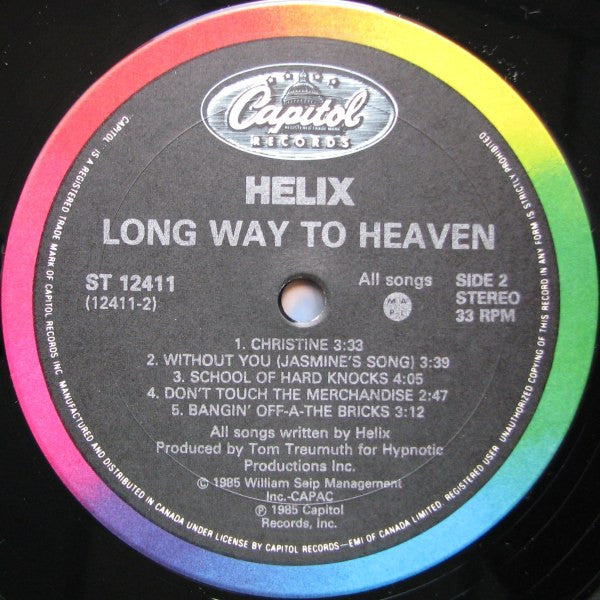 Capitol
REGISTERED TRADE MARK
RECORDS
HELIX
LONG WAY TO HEAVEN
ST 12411
(12411-2)
All songs
MAPL
SIDE 2
STEREO
33 RPM
1. CHRISTINE 3:33
2. WITHOUT YOU (JASMINE'S SONG) 3:39
3. SCHOOL OF HARD KNOCKS 4:05
4. DON'T TOUCH THE MERCHANDISE 2:47
5. BANGIN' OFF-A-THE BRICKS 3:12
All songs written by Helix
Produced by Tom Treumuth for Hypnotic
Productions Inc.
© 1985 William Seip Management
Inc.-CAPAC
℗ 1985 Capitol
Records, Inc.
CAPITOL IS A REGISTERED TRADE MARK OF CAPITOL RECORDS INC. MANUFACTURED AND DISTRIBUTED IN CANADA UNDER LICENSE BY CAPITOL RECORDS—EMI OF CANADA LIMITED. REGISTERED USER. UNAUTHORIZED COPYING OF THIS RECORD IN ANY FORM IS STRICTLY PROHIBITED